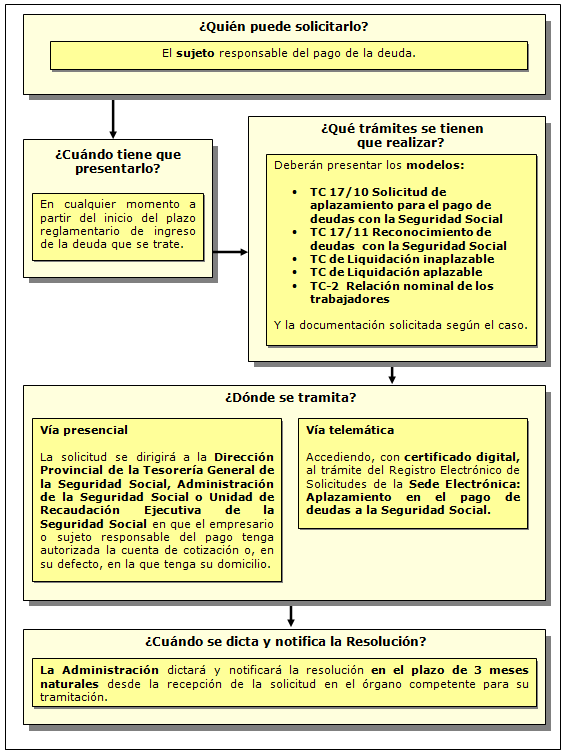 ¿Quién puede solicitarlo?
El sujeto responsable del pago de la deuda.
¿Cuándo tiene que
presentarlo?
En cualquier momento a
partir del inicio del plazo
reglamentario de ingreso
de la deuda que se trate.
¿Qué trámites se tienen
que realizar?
Deberán presentar los modelos:
• TC 17/10 Solicitud de
aplazamiento para el pago de
deudas con la Seguridad Social
• TC 17/11 Reconocimiento de
deudas con la Seguridad Social
• TC de Liquidación inaplazable
• TC de Liquidación aplazable
• TC-2 Relación nominal de los
trabajadores
Y la documentación solicitada según el caso.
¿Dónde se tramita?
Vía presencial
La solicitud se dirigirá a la Dirección
Provincial de la Tesorería General de
la Seguridad Social, Administración
de la Seguridad Social o Unidad de
Recaudación Ejecutiva de la
Seguridad Social en que el empresario
o sujeto responsable del pago tenga
autorizada la cuenta de cotización o, en
su defecto, en la que tenga su domicilio.
Vía telemática
Accediendo, con certificado digital,
al trámite del Registro Electrónico de
Solicitudes de la Sede Electrónica:
Aplazamiento en el pago de
deudas a la Seguridad Social.
¿Cuándo se dicta y notifica la Resolución?
La Administración dictará y notificará la resolución en el plazo de 3 meses
naturales desde la recepción de la solicitud en el órgano competente para su
tramitación.